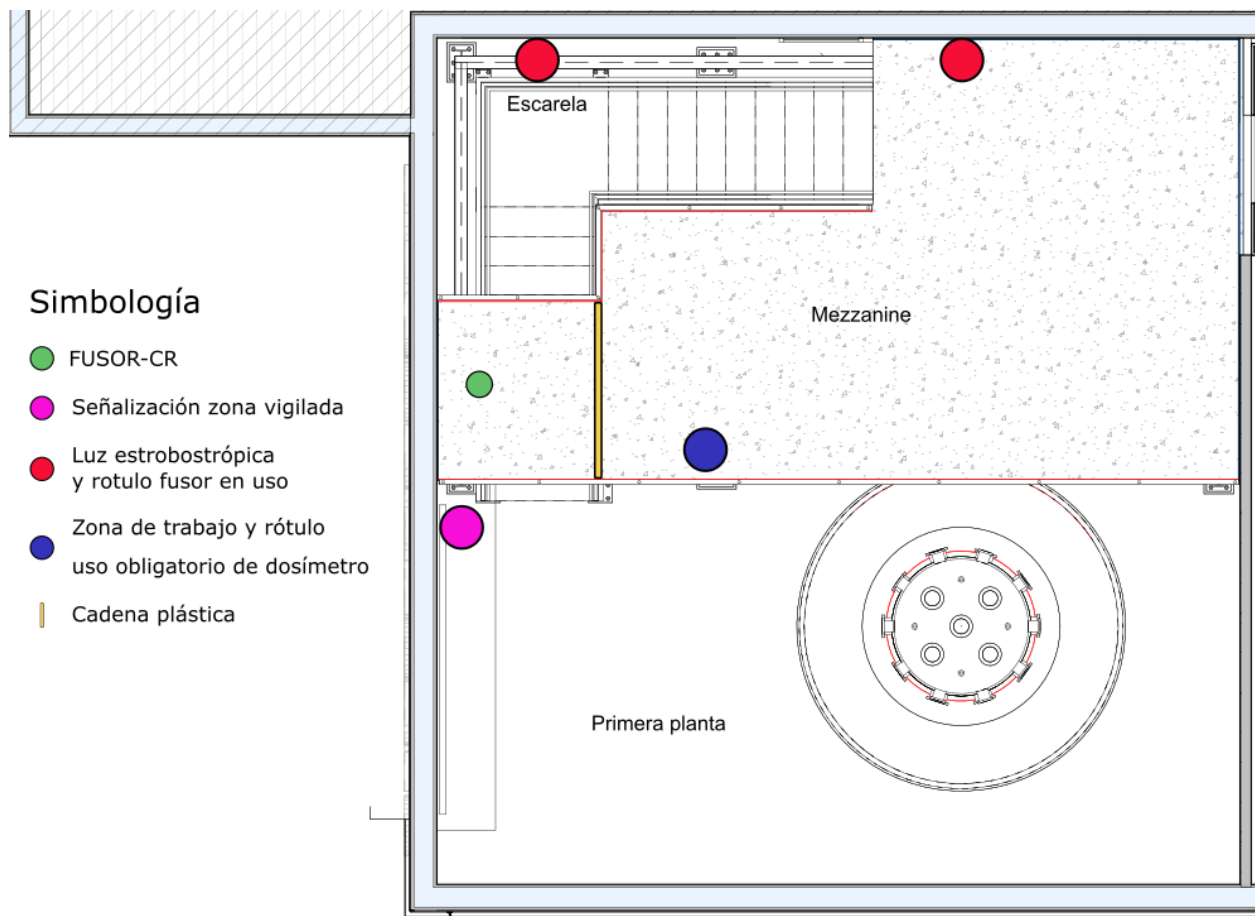 Escarela
Mezzanine
Simbología
FUSOR-CR
Señalización zona vigilada
Luz estrobostrópica
y rotulo fusor en uso
Zona de trabajo y rótulo
uso obligatorio de dosímetro
Cadena plástica
Primera planta